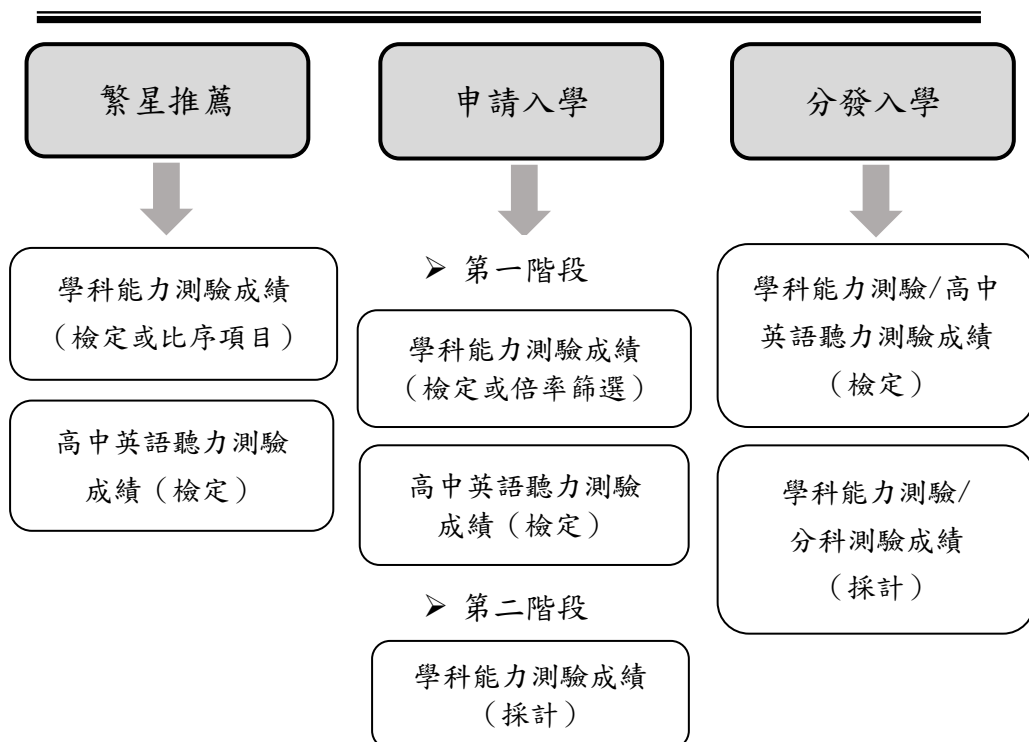 繁星推薦
學科能力測驗成績
（檢定或比序項目）
高中英語聽力測驗
成績（檢定）
申請入學
➢ 第一階段
學科能力測驗成績
（檢定或倍率篩選）
高中英語聽力測驗
成績（檢定）
➢ 第二階段
學科能力測驗成績
（採計）
分發入學
學科能力測驗/高中
英語聽力測驗成績
（檢定）
學科能力測驗/
分科測驗成績
（採計）